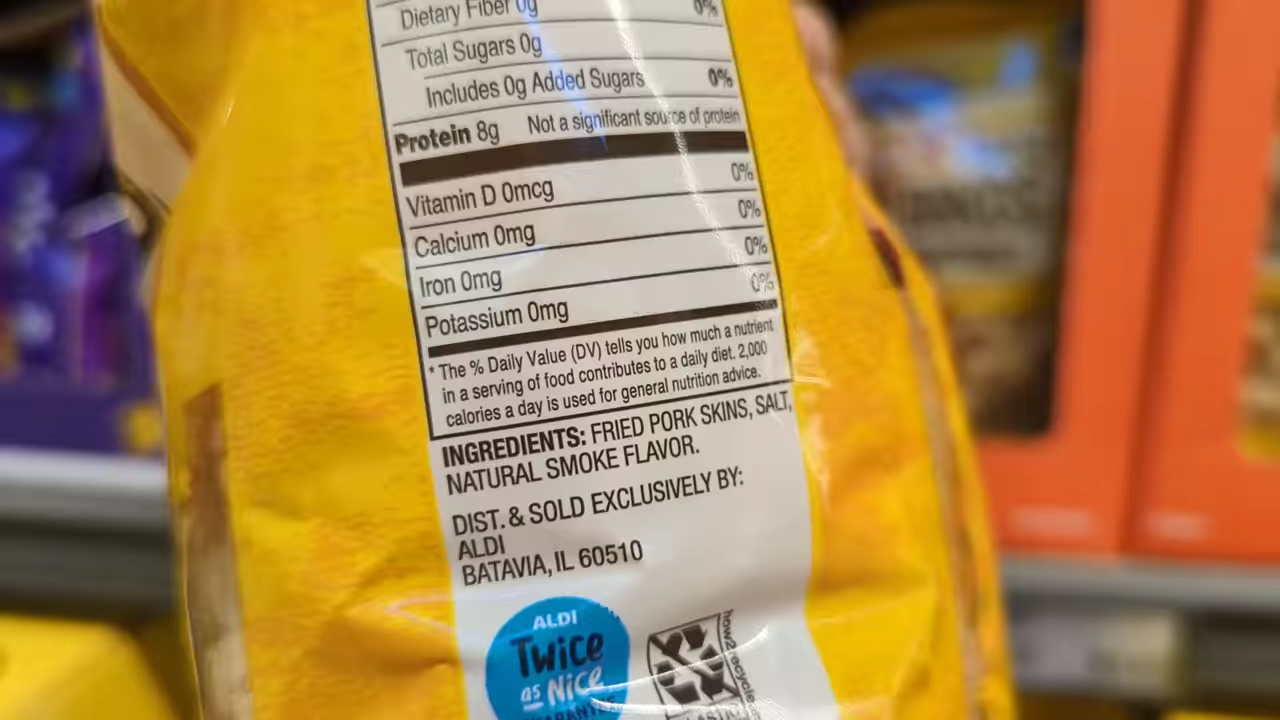 Dietary Fiber 0g 0%
Total Sugars 0g
Includes 0g Added Sugars 0%
Protein 8g Not a significant source of protein
Vitamin D 0mcg 0%
Calcium 0mg 0%
Iron 0mg 0%
Potassium 0mg 0%
* The % Daily Value (DV) tells you how much a nutrient
in a serving of food contributes to a daily diet. 2,000
calories a day is used for general nutrition advice.
INGREDIENTS: FRIED PORK SKINS, SALT,
NATURAL SMOKE FLAVOR.
DIST. & SOLD EXCLUSIVELY BY:
ALDI
BATAVIA, IL 60510
ALDI
Twice
as Nice
GUARANTEE
how2recycle